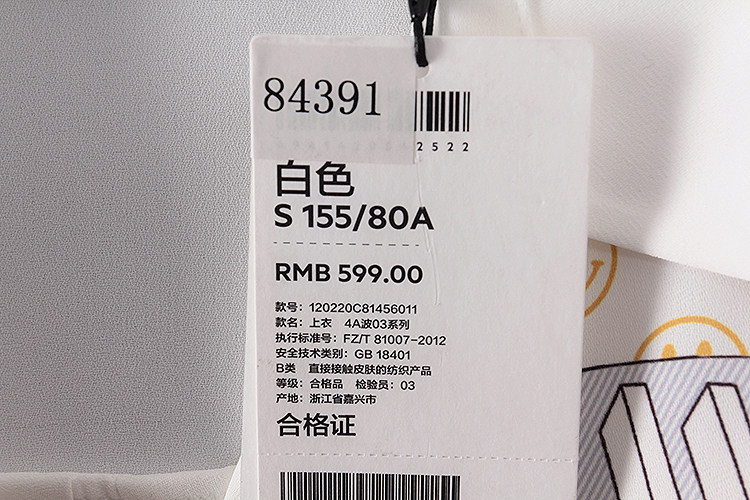 84391
2522
白色
S 155/80A
RMB 599.00
款号：120220C81456011
款名：上衣 4A波03系列
执行标准号：FZ/T 81007-2012
安全技术类别：GB 18401
B类 直接接触皮肤的纺织产品
等级：合格品 检验员：03
产地：浙江省嘉兴市
合格证